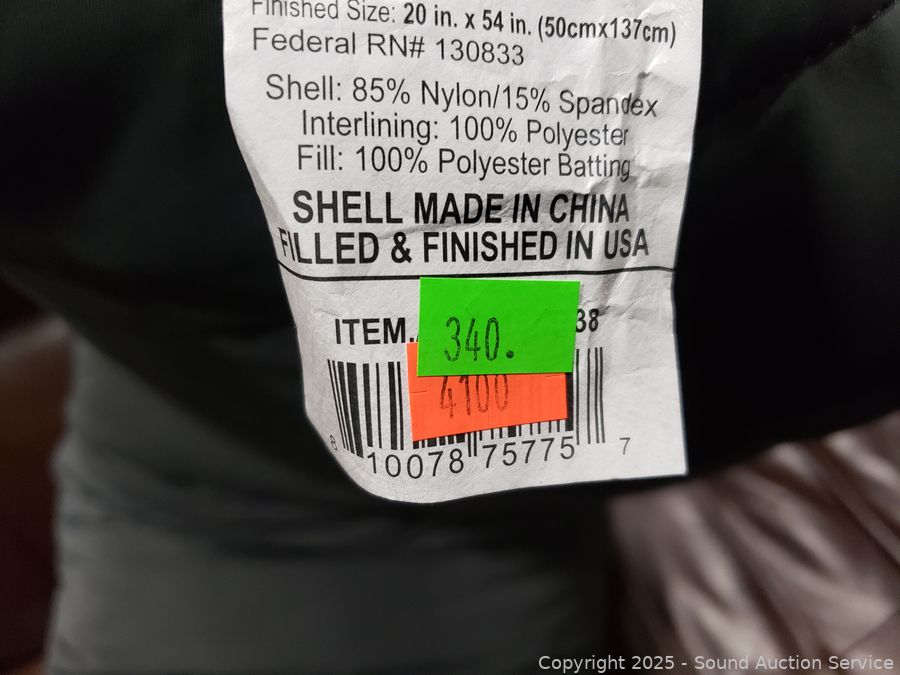 Finished Size: 20 in. x 54 in. (50cmx137cm)
Federal RN# 130833
Shell: 85% Nylon/15% Spandex
Interlining: 100% Polyester
Fill: 100% Polyester Batting
SHELL MADE IN CHINA
FILLED & FINISHED IN USA
ITEM. 38
340.
4100
8 10078 75775 7
Copyright 2025 - Sound Auction Service